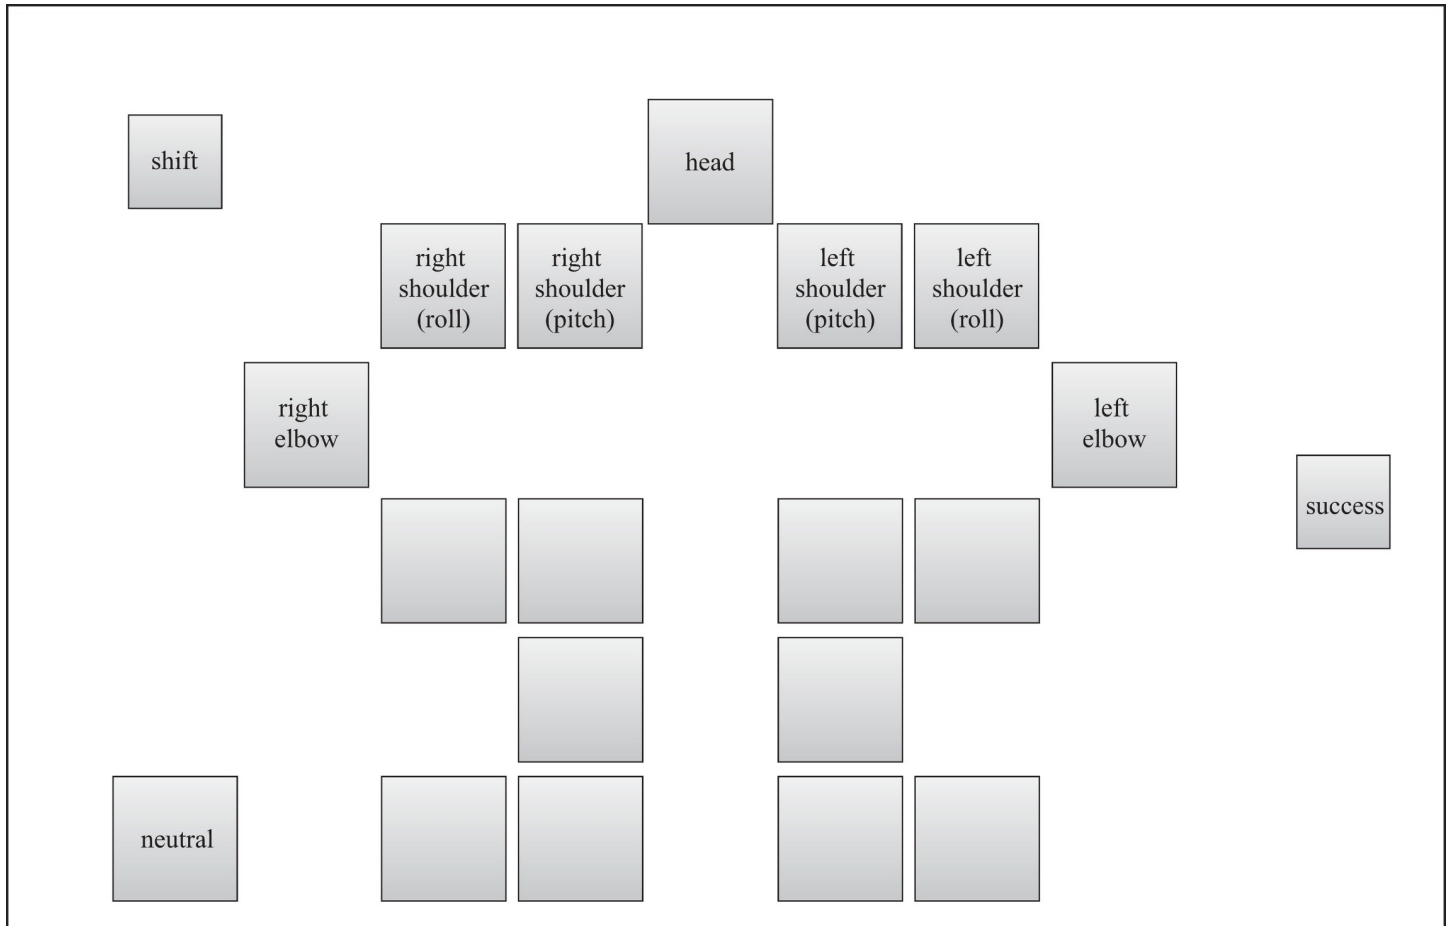 shift
head
right
shoulder
(roll)
right
shoulder
(pitch)
left
shoulder
(pitch)
left
shoulder
(roll)
right
elbow
left
elbow
success
neutral